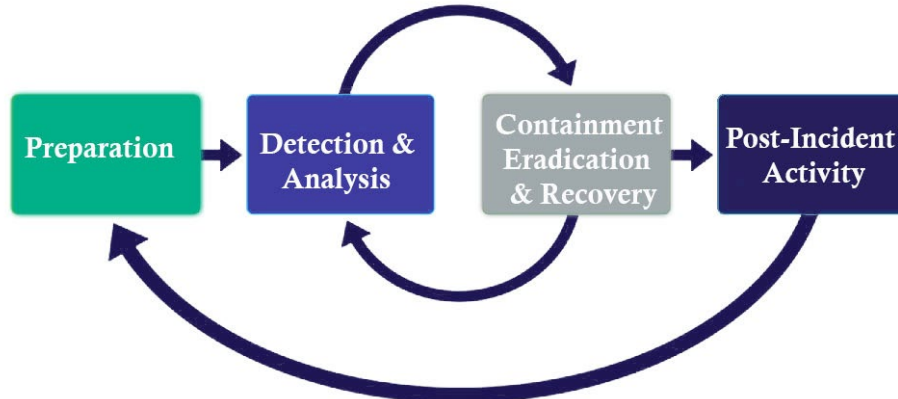 Preparation
Detection &
Analysis
Containment
Eradication
& Recovery
Post-Incident
Activity